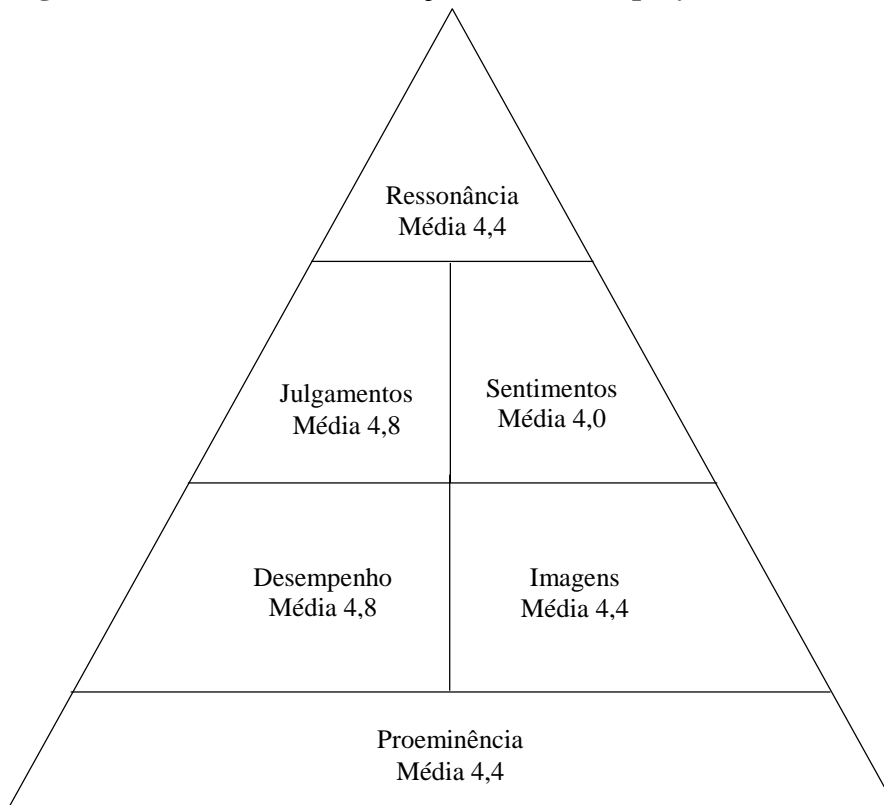 Ressonância
Média 4,4
Julgamentos
Média 4,8
Sentimentos
Média 4,0
Desempenho
Média 4,8
Imagens
Média 4,4
Proeminência
Média 4,4